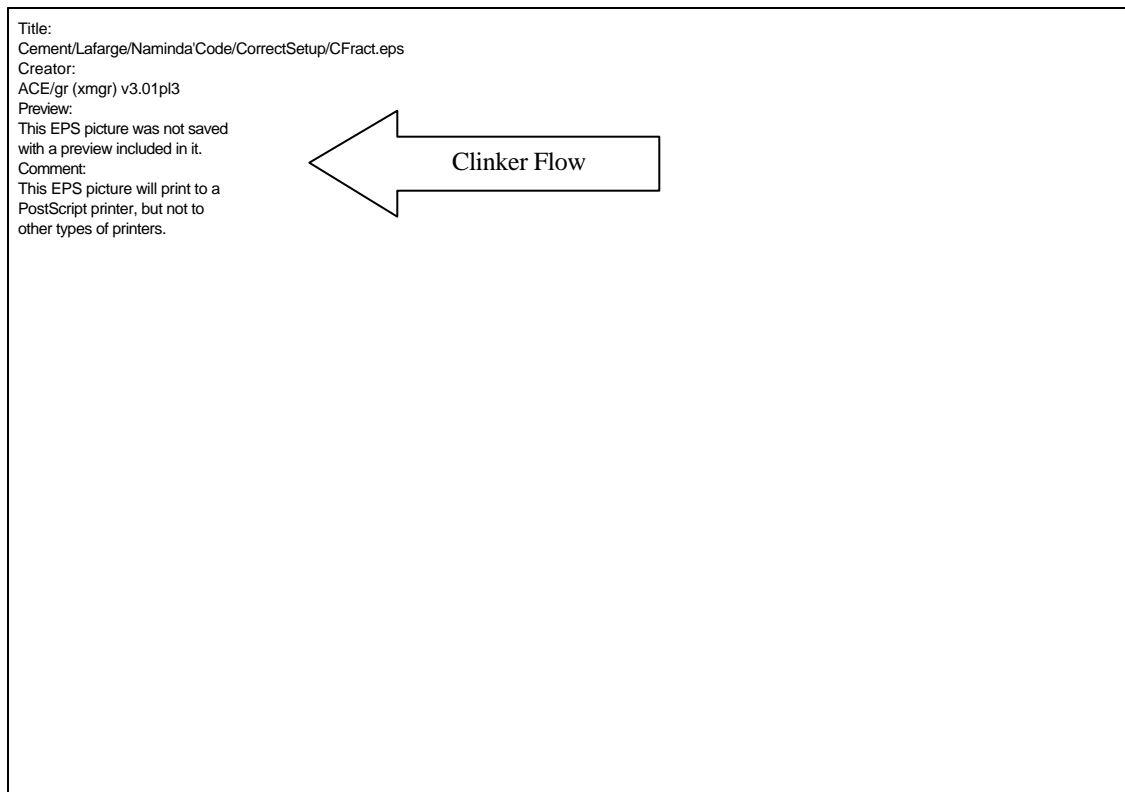 Title:
Cement/Lafarge/Naminda'Code/CorrectSetup/CFract.eps
Creator:
ACE/gr (xmgr) v3.01pl3
Preview:
This EPS picture was not saved
with a preview included in it.
Comment:
This EPS picture will print to a
PostScript printer, but not to
other types of printers.
Clinker Flow